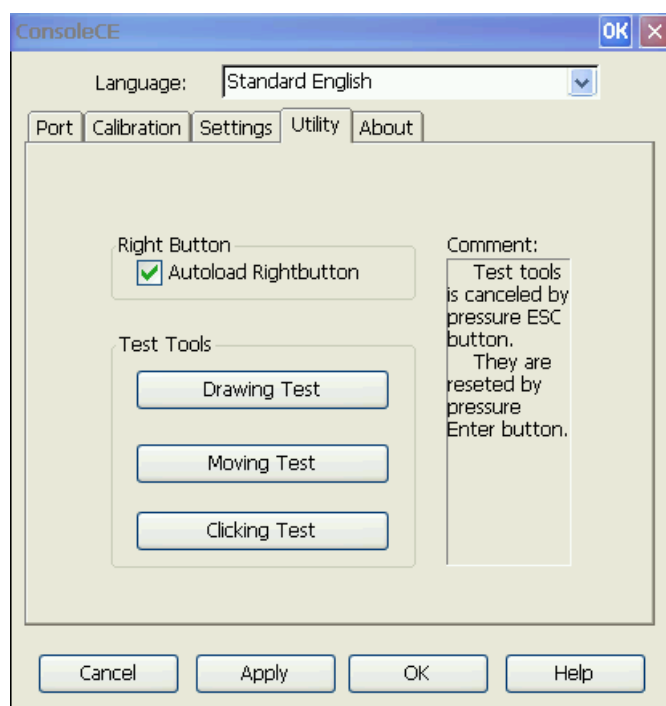 ConsoleCE OK
Language: Standard English
Port Calibration Settings Utility About
Right Button
Autoload Rightbutton
Test Tools
Drawing Test
Moving Test
Clicking Test
Comment:
Test tools
is canceled by
pressure ESC
button.
They are
reseted by
pressure
Enter button.
Cancel Apply OK Help